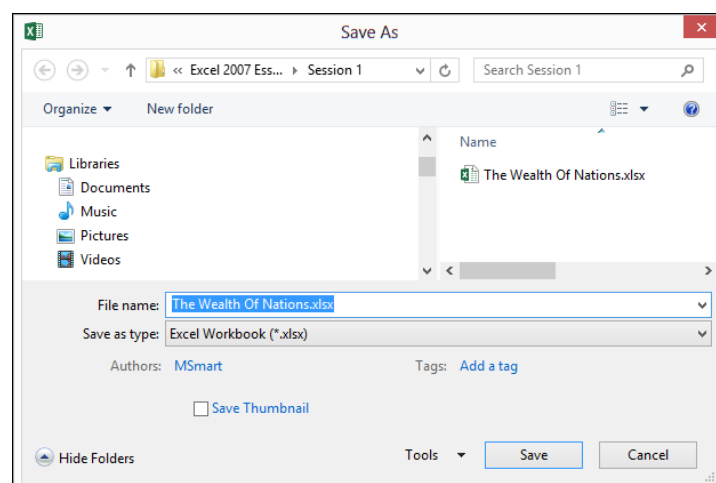 Save As
« Excel 2007 Ess... ▸ Session 1
Search Session 1
Organize
New folder
Name
Libraries
Documents
Music
Pictures
Videos
The Wealth Of Nations.xlsx
File name: The Wealth Of Nations.xlsx
Save as type: Excel Workbook (*.xlsx)
Authors: MSmart Tags: Add a tag
Save Thumbnail
Hide Folders
Tools
Save
Cancel